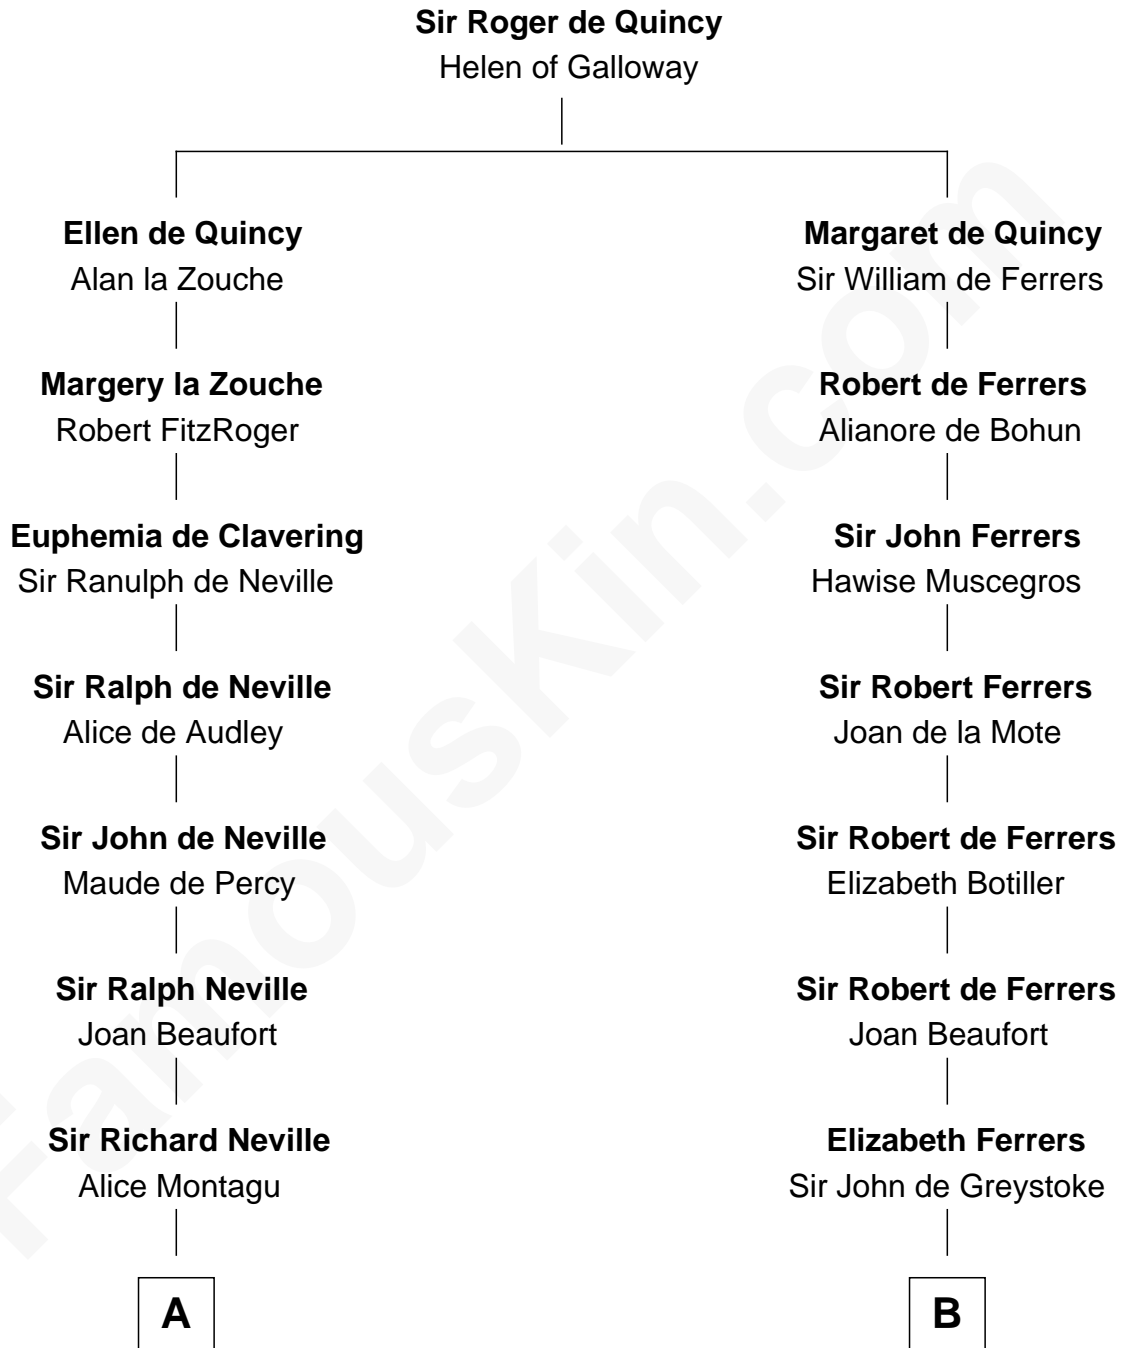 Sir Roger de Quincy
Helen of Galloway
Ellen de Quincy
Alan la Zouche
Margaret de Quincy
Sir William de Ferrers
Margery la Zouche
Robert FitzRoger
Robert de Ferrers
Alianore de Bohun
Euphemia de Clavering
Sir Ranulph de Neville
Sir John Ferrers
Hawise Muscegros
Sir Ralph de Neville
Alice de Audley
Sir Robert Ferrers
Joan de la Mote
Sir John de Neville
Maude de Percy
Sir Robert de Ferrers
Elizabeth Botiller
Sir Ralph Neville
Joan Beaufort
Sir Robert de Ferrers
Joan Beaufort
Sir Richard Neville
Alice Montagu
Elizabeth Ferrers
Sir John de Greystoke
A
B
FamousKin.com